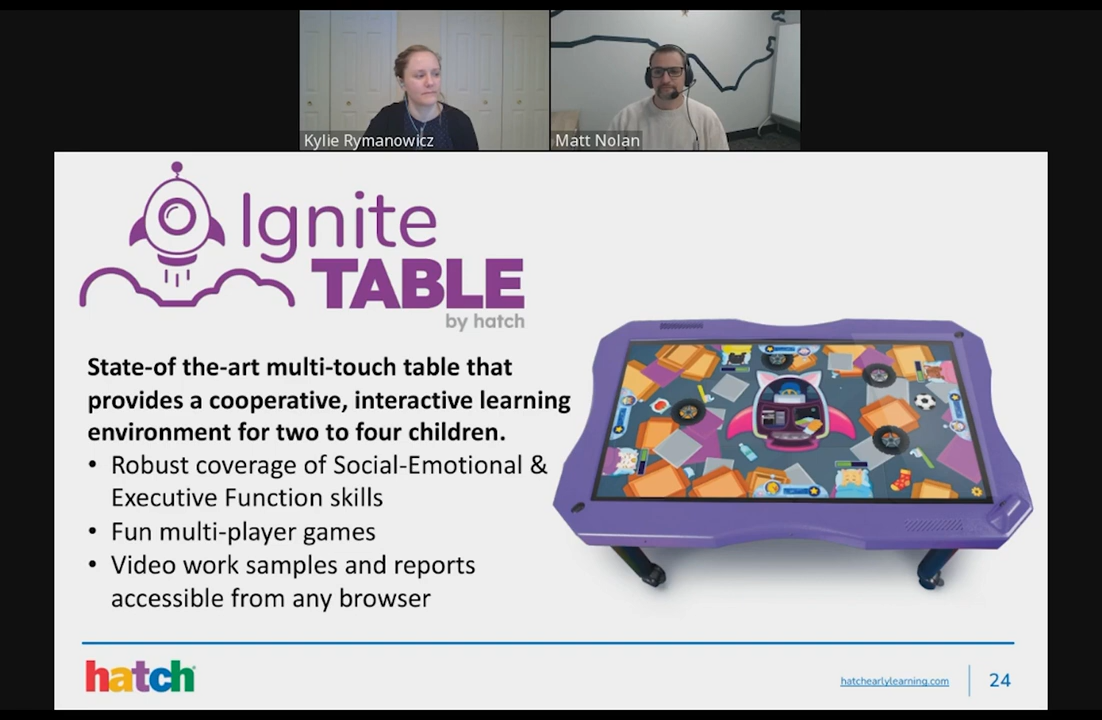 Kylie Rymanowicz
Matt Nolan
Ignite
TABLE
by hatch
State-of the-art multi-touch table that
provides a cooperative, interactive learning
environment for two to four children.
• Robust coverage of Social-Emotional &
Executive Function skills
• Fun multi-player games
• Video work samples and reports
accessible from any browser
hatch
hatchearlylearning.com
24